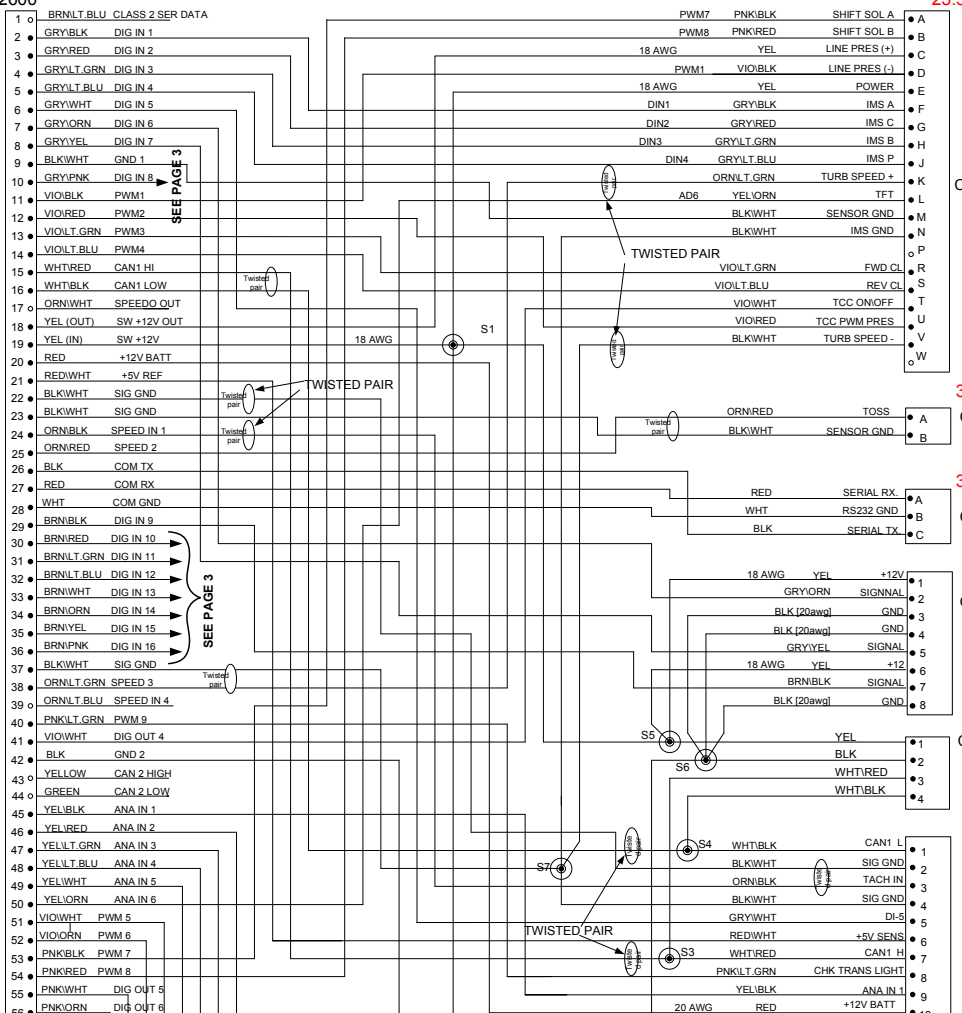 2600
1 BRN\LT.BLU CLASS 2 SER DATA
2 GRY\BLK DIG IN 1
3 GRY\RED DIG IN 2
4 GRY\LT.GRN DIG IN 3
5 GRY\LT.BLU DIG IN 4
6 GRY\WHT DIG IN 5
7 GRY\ORN DIG IN 6
8 GRY\YEL DIG IN 7
9 BLK\WHT GND 1
10 GRY\PNK DIG IN 8
SEE PAGE 3
11 VIO\BLK PWM1
12 VIO\RED PWM2
13 VIO\LT.GRN PWM3
14 VIO\LT.BLU PWM4
15 WHT\RED CAN1 HI
16 WHT\BLK CAN1 LOW
Twisted pair
17 ORN\WHT SPEEDO OUT
18 YEL (OUT) SW +12V OUT
19 YEL (IN) SW +12V 18 AWG S1
20 RED +12V BATT
21 RED\WHT +5V REF
22 BLK\WHT SIG GND
Twisted pair
TWISTED PAIR
23 BLK\WHT SIG GND
24 ORN\BLK SPEED IN 1
Twisted pair
25 ORN\RED SPEED 2
26 BLK COM TX
27 RED COM RX
28 WHT COM GND
29 BRN\BLK DIG IN 9
30 BRN\RED DIG IN 10
31 BRN\LT.GRN DIG IN 11
32 BRN\LT.BLU DIG IN 12
33 BRN\WHT DIG IN 13
34 BRN\ORN DIG IN 14
35 BRN\YEL DIG IN 15
36 BRN\PNK DIG IN 16
SEE PAGE 3
37 BLK\WHT SIG GND
Twisted pair
38 ORN\LT.GRN SPEED 3
39 ORN\LT.BLU SPEED IN 4
40 PNK\LT.GRN PWM 9
41 VIO\WHT DIG OUT 4
42 BLK GND 2
43 YELLOW CAN 2 HIGH
44 GREEN CAN 2 LOW
45 YEL\BLK ANA IN 1
46 YEL\RED ANA IN 2
47 YEL\LT.GRN ANA IN 3
48 YEL\LT.BLU ANA IN 4
49 YEL\WHT ANA IN 5
50 YEL\ORN ANA IN 6
51 VIO\WHT PWM 5
52 VIO\ORN PWM 6
53 PNK\BLK PWM 7
54 PNK\RED PWM 8
55 PNK\WHT DIG OUT 5
56 PNK\ORN DIG OUT 6
PWM7 PNK\BLK SHIFT SOL A A
PWM8 PNK\RED SHIFT SOL B B
18 AWG YEL LINE PRES (+) C
PWM1 VIO\BLK LINE PRES (-) D
18 AWG YEL POWER E
DIN1 GRY\BLK IMS A F
DIN2 GRY\RED IMS C G
DIN3 GRY\LT.GRN IMS B H
DIN4 GRY\LT.BLU IMS P J
Twisted pair
ORN\LT.GRN TURB SPEED + K
AD6 YEL\ORN TFT L
BLK\WHT SENSOR GND M
BLK\WHT IMS GND N
P
TWISTED PAIR
VIO\LT.GRN FWD CL R
VIO\LT.BLU REV CL S
VIO\WHT TCC ON\OFF T
VIO\RED TCC PWM PRES U
BLK\WHT TURB SPEED - V
W
Twisted pair
ORN\RED TOSS A
Twisted pair
BLK\WHT SENSOR GND B
RED SERIAL RX. A
WHT RS232 GND B
BLK SERIAL TX. C
18 AWG YEL +12V 1
GRY\ORN SIGNNAL 2
BLK [20awg] GND 3
BLK [20awg] GND 4
GRY\YEL SIGNAL 5
18 AWG YEL +12 6
BRN\BLK SIGNAL 7
BLK [20awg] GND 8
S5 YEL 1
S6 BLK 2
WHT\RED 3
WHT\BLK 4
Twisted pair
S4 WHT\BLK CAN1 L 1
S7 BLK\WHT SIG GND 2
ORN\BLK TACH IN 3
BLK\WHT SIG GND 4
GRY\WHT DI-5 5
TWISTED PAIR
RED\WHT +5V SENS 6
Twisted pair
S3 WHT\RED CAN1 H 7
PNK\LT.GRN CHK TRANS LIGHT 8
YEL\BLK ANA IN 1 9
20 AWG RED +12V BATT 10